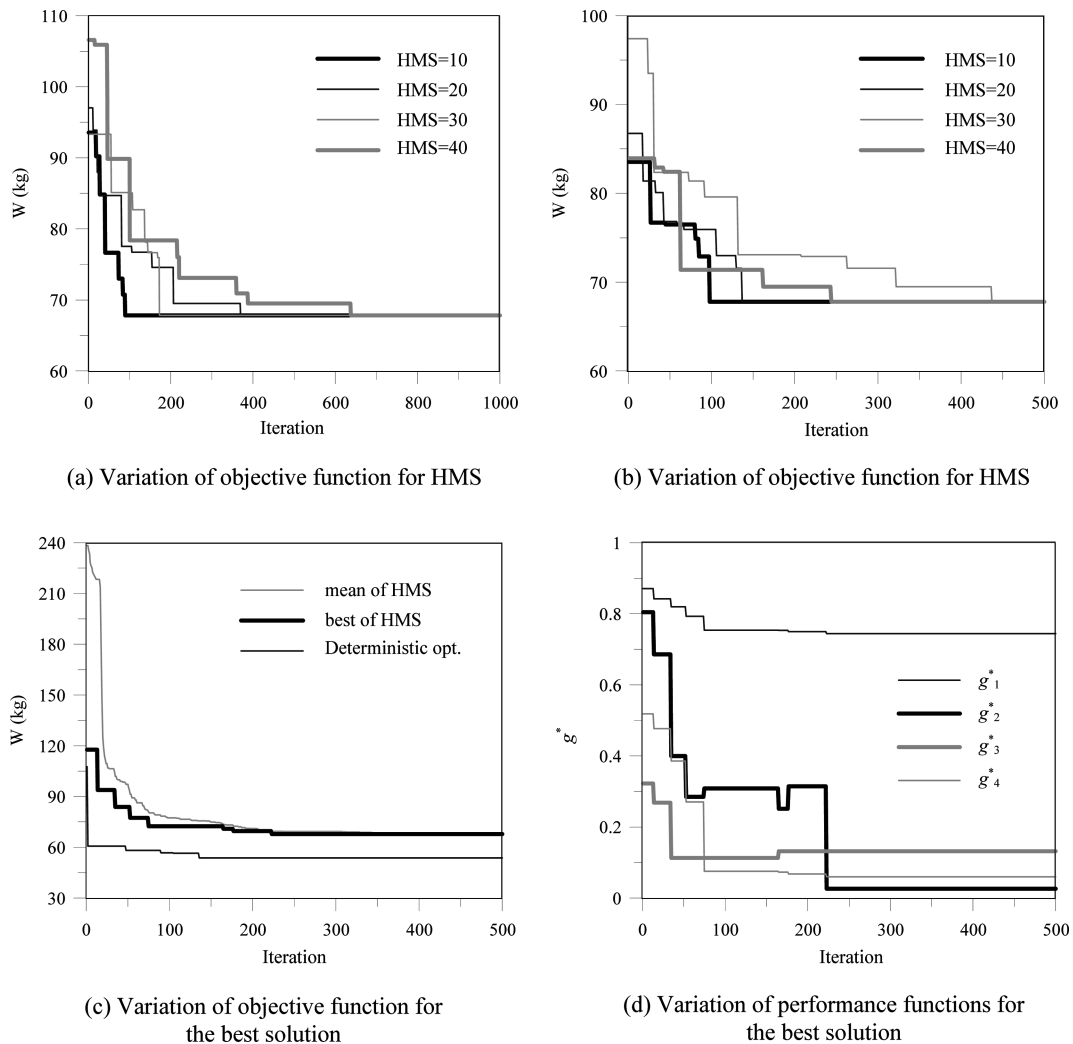 110
100
90
80
70
60
W (kg)
HMS=10
HMS=20
HMS=30
HMS=40
0
200
400
600
800
1000
Iteration
(a) Variation of objective function for HMS
100
90
80
70
60
W (kg)
HMS=10
HMS=20
HMS=30
HMS=40
0
100
200
300
400
500
Iteration
(b) Variation of objective function for HMS
240
210
180
150
120
90
60
30
W (kg)
mean of HMS
best of HMS
Deterministic opt.
0
100
200
300
400
500
Iteration
(c) Variation of objective function for
the best solution
1
0.8
0.6
0.4
0.2
0
g*
g*1
g*2
g*3
g*4
0
100
200
300
400
500
Iteration
(d) Variation of performance functions for
the best solution